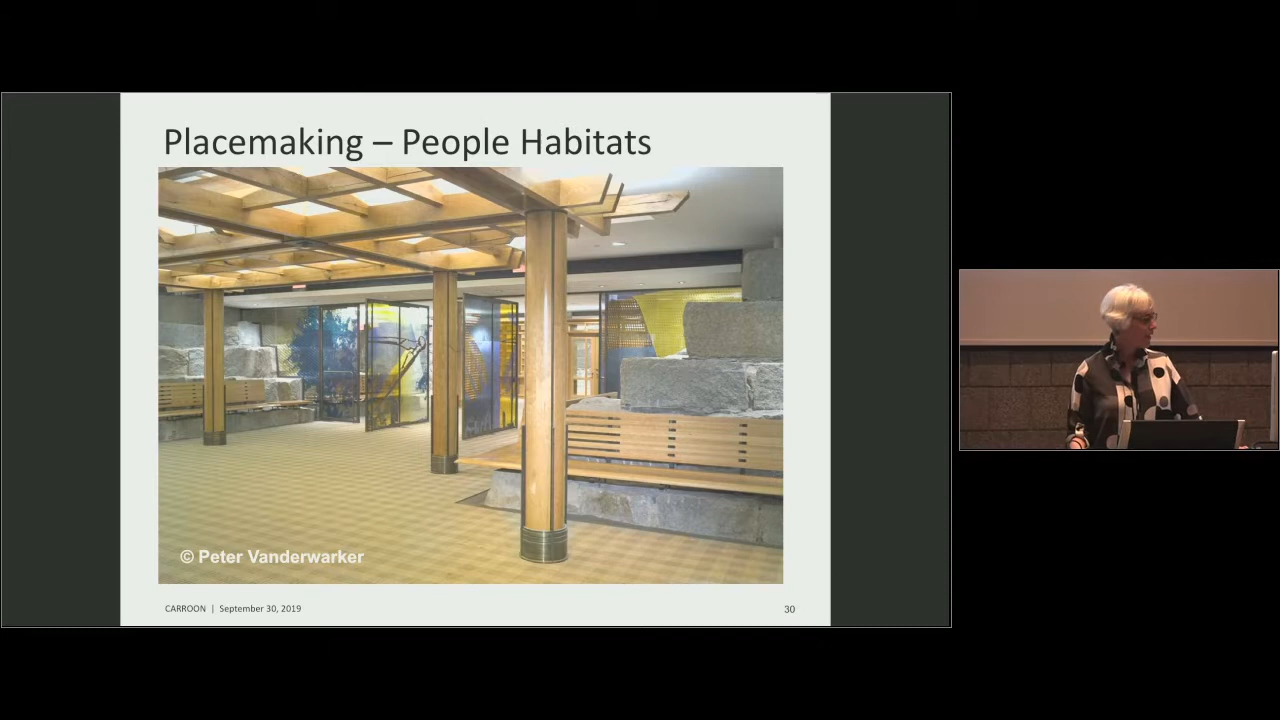 Placemaking – People Habitats
© Peter Vanderwarker
CARROON | September 30, 2019
30